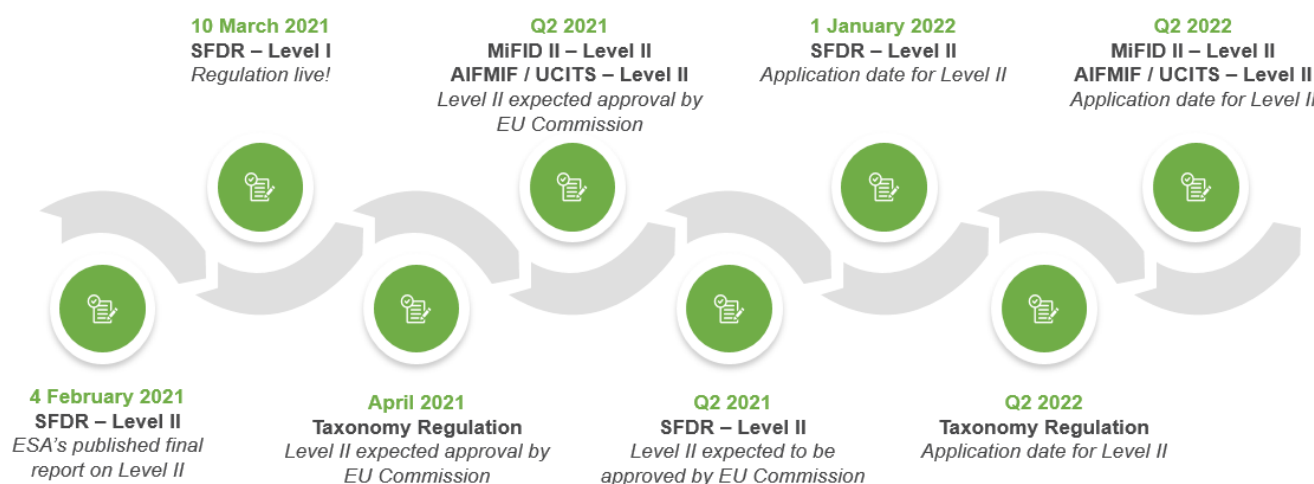 10 March 2021
SFDR – Level I
Regulation live!
Q2 2021
MiFID II – Level II
AIFMIF / UCITS – Level II
Level II expected approval by
EU Commission
1 January 2022
SFDR – Level II
Application date for Level II
Q2 2022
MiFID II – Level II
AIFMIF / UCITS – Level II
Application date for Level II
4 February 2021
SFDR – Level II
ESA's published final
report on Level II
April 2021
Taxonomy Regulation
Level II expected approval by
EU Commission
Q2 2021
SFDR – Level II
Level II expected to be
approved by EU Commission
Q2 2022
Taxonomy Regulation
Application date for Level II